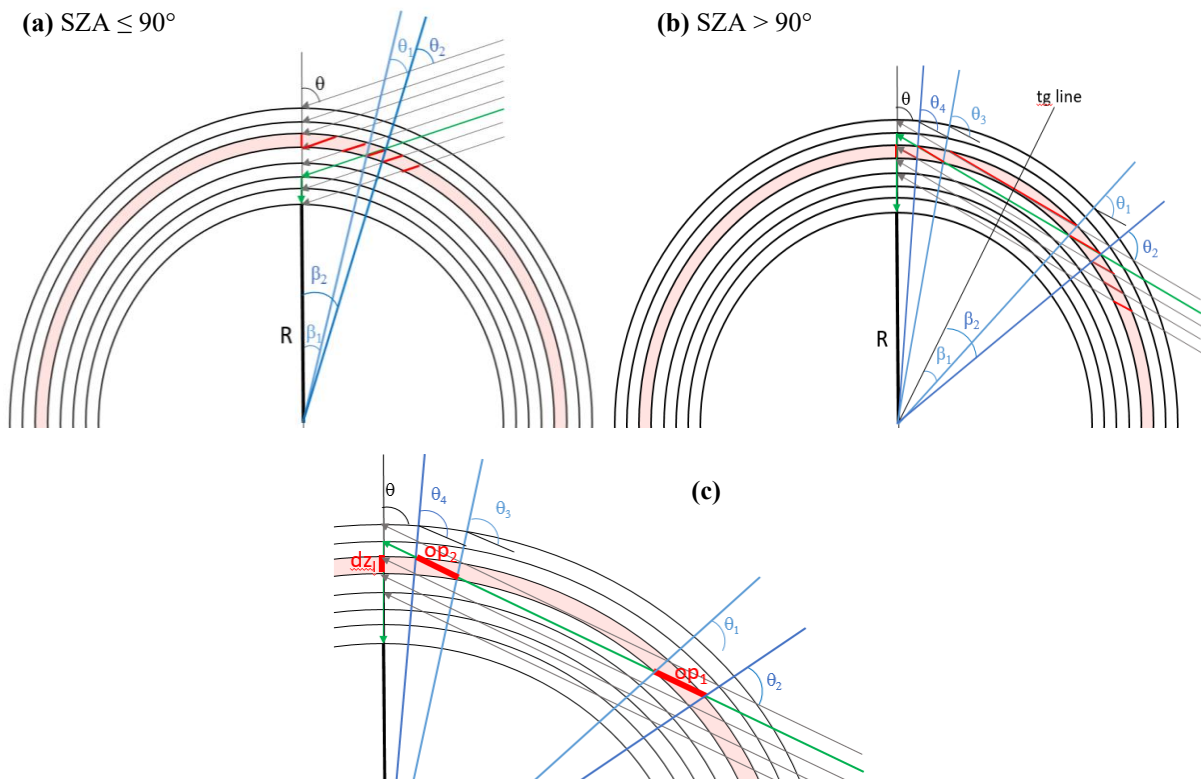 (a) SZA ≤ 90°
θ
θ1
θ2
β2
β1
R
(b) SZA > 90°
tg line
θ
θ4
θ3
θ1
θ2
β2
β1
R
(c)
θ
θ4
θ3
dzj
op2
θ1
op1
θ2